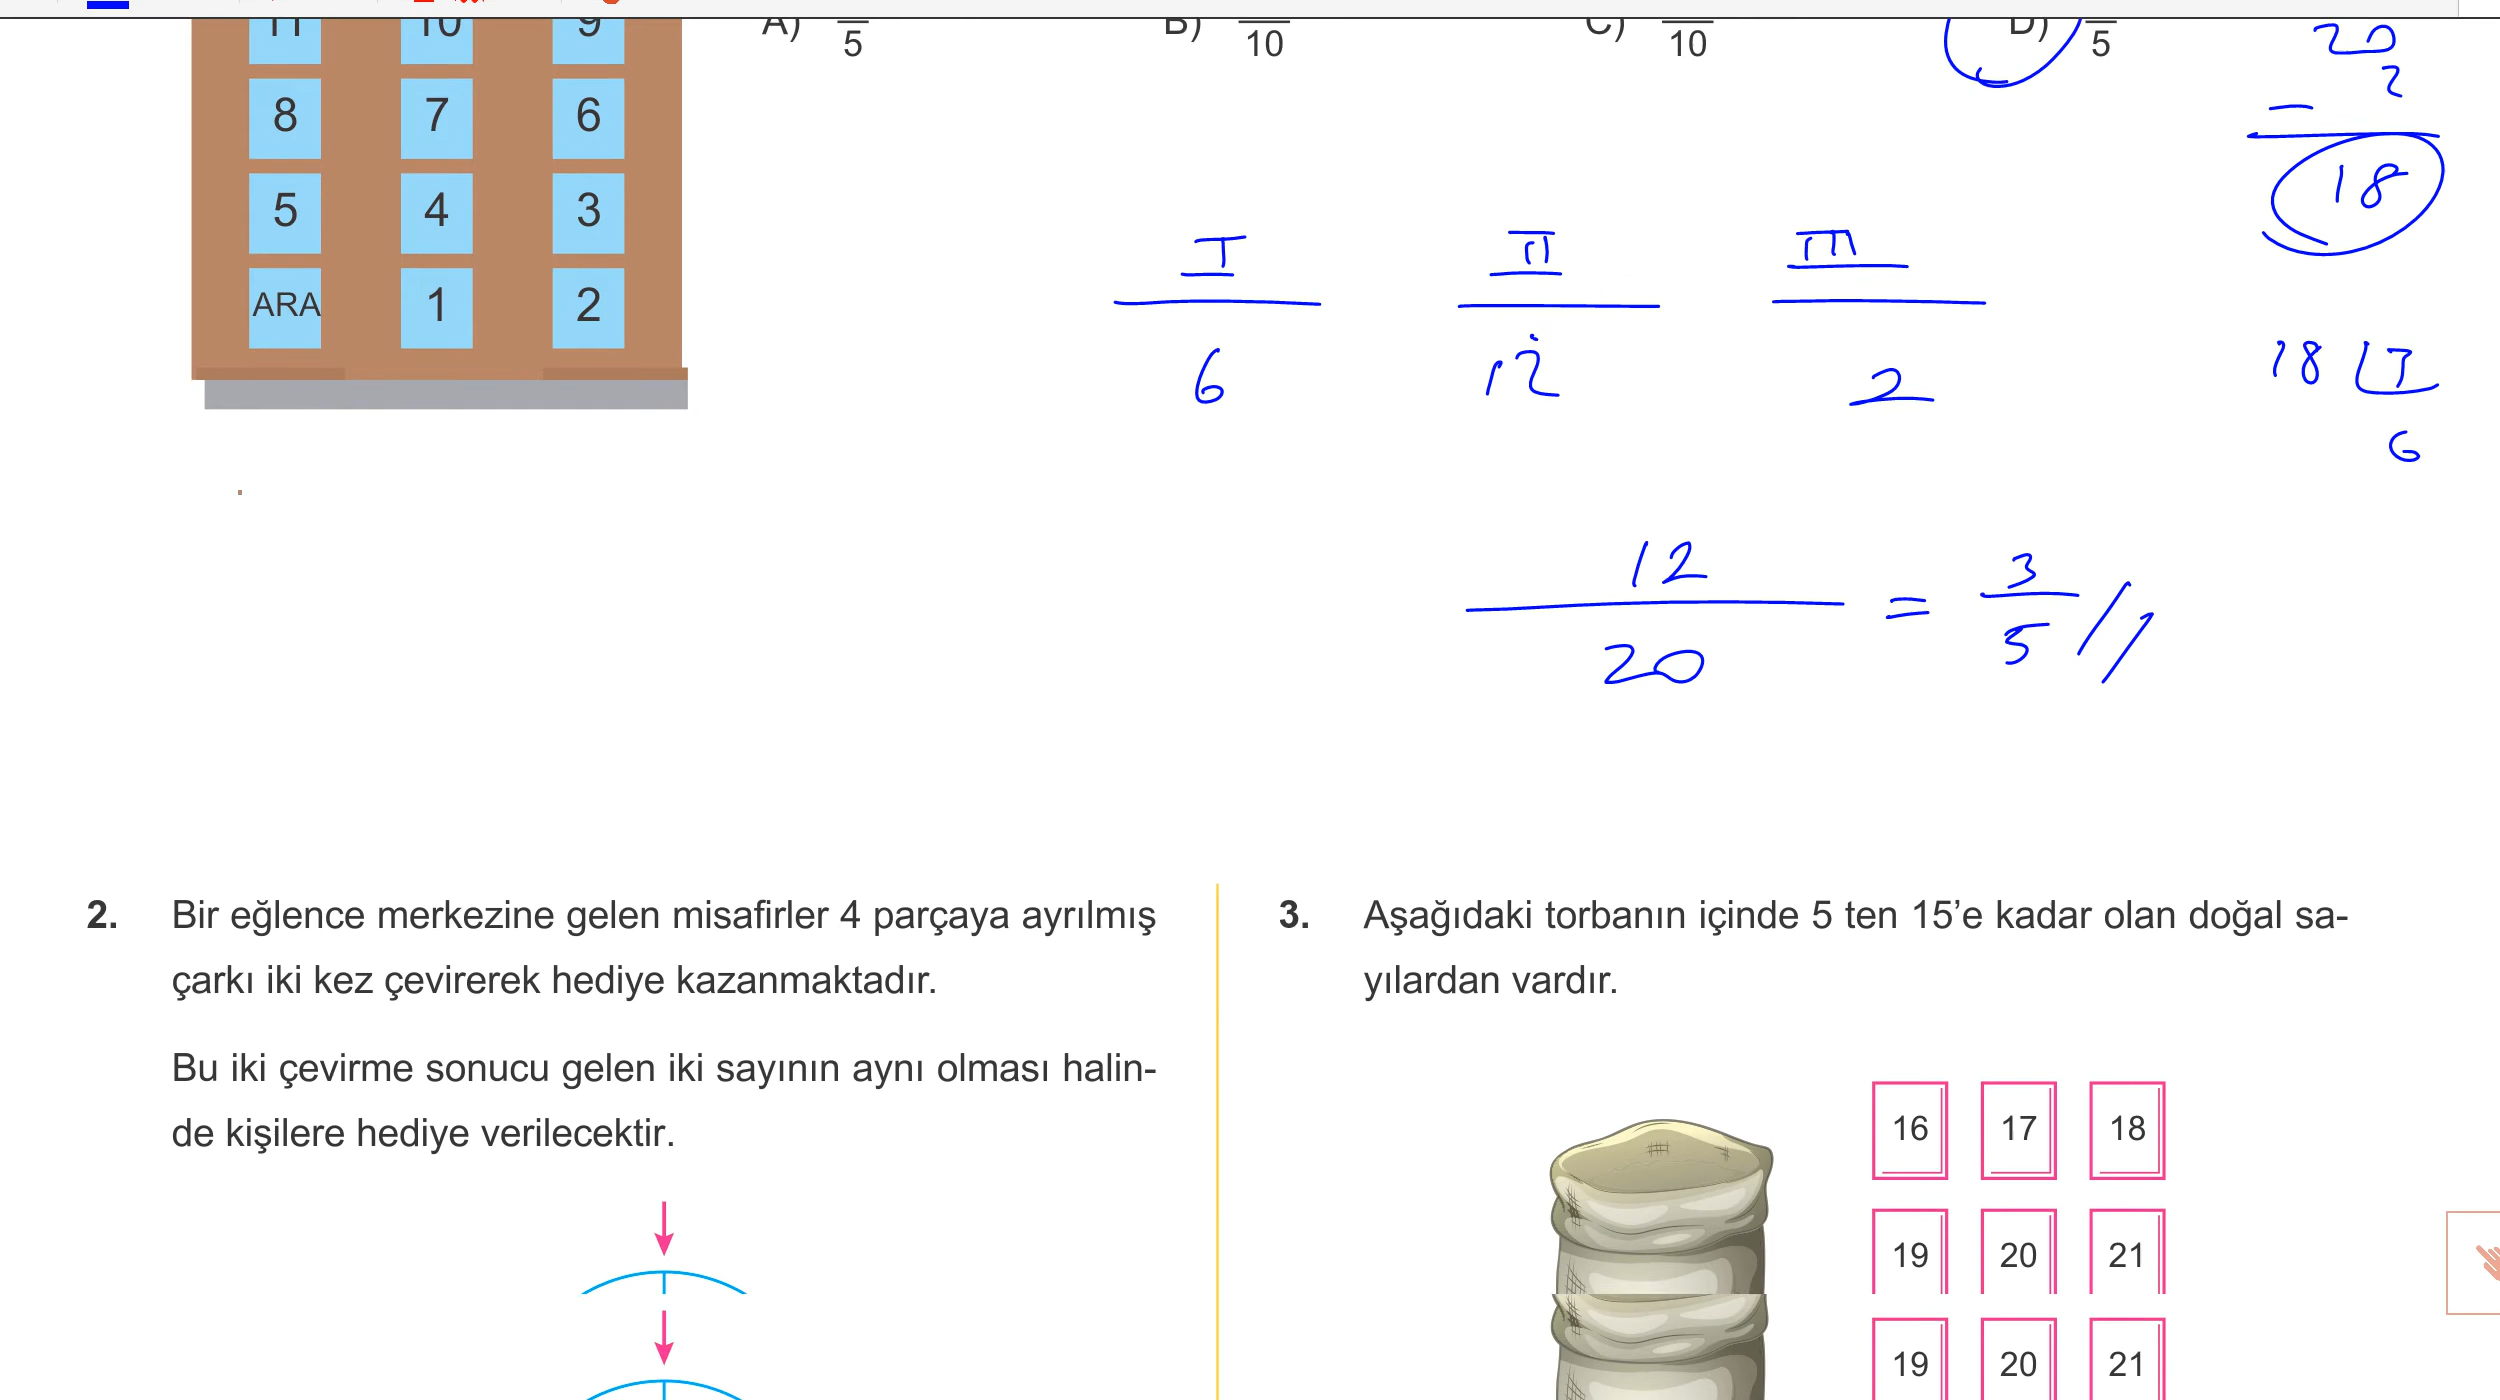 11 10 9
A) 5 B) 10 C) 10 D) 5
8 7 6
5 4 3
ARA 1 2
20
2
—
18
I II III
6 12 2
18 3
6
12
20
=
3
5
2. Bir eğlence merkezine gelen misafirler 4 parçaya ayrılmış
çarkı iki kez çevirerek hediye kazanmaktadır.
Bu iki çevirme sonucu gelen iki sayının aynı olması halin-
de kişilere hediye verilecektir.
3. Aşağıdaki torbanın içinde 5 ten 15’e kadar olan doğal sa-
yılardan vardır.
16 17 18
19 20 21
19 20 21